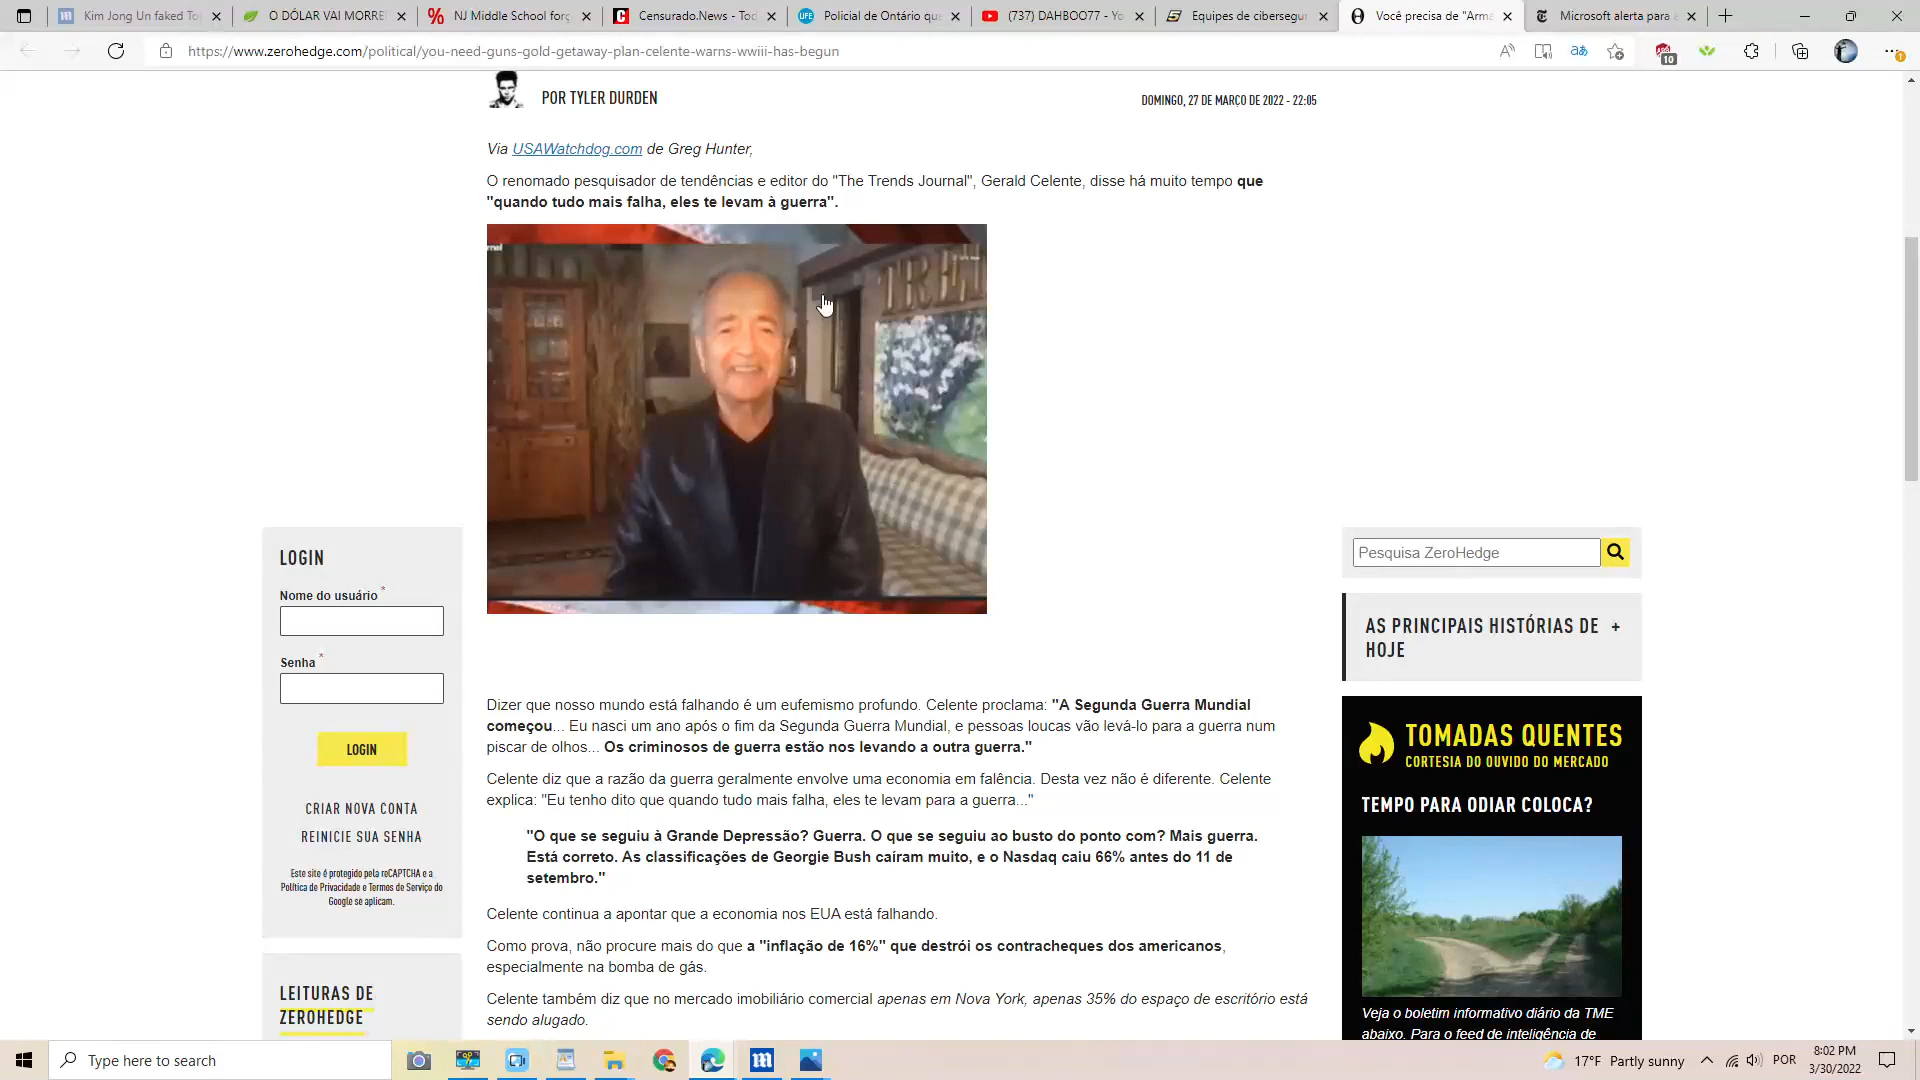 Kim Jong Un faked To
O DÓLAR VAI MORRE
NJ Middle School forç
Censurado.News - Tod
Policial de Ontário que
(737) DAHBOO77 - Yo
Equipes de cibersegur
Você precisa de "Arma
Microsoft alerta para
https://www.zerohedge.com/political/you-need-guns-gold-getaway-plan-celente-warns-wwiii-has-begun
10
POR TYLER DURDEN
DOMINGO, 27 DE MARÇO DE 2022 - 22:05
Via USAWatchdog.com de Greg Hunter,
O renomado pesquisador de tendências e editor do "The Trends Journal", Gerald Celente, disse há muito tempo que
"quando tudo mais falha, eles te levam à guerra".
TREN
Dizer que nosso mundo está falhando é um eufemismo profundo. Celente proclama: "A Segunda Guerra Mundial
começou... Eu nasci um ano após o fim da Segunda Guerra Mundial, e pessoas loucas vão levá-lo para a guerra num
piscar de olhos... Os criminosos de guerra estão nos levando a outra guerra."
Celente diz que a razão da guerra geralmente envolve uma economia em falência. Desta vez não é diferente. Celente
explica: "Eu tenho dito que quando tudo mais falha, eles te levam para a guerra..."
"O que se seguiu à Grande Depressão? Guerra. O que se seguiu ao busto do ponto com? Mais guerra.
Está correto. As classificações de Georgie Bush caíram muito, e o Nasdaq caiu 66% antes do 11 de
setembro."
Celente continua a apontar que a economia nos EUA está falhando.
Como prova, não procure mais do que a "inflação de 16%" que destrói os contracheques dos americanos,
especialmente na bomba de gás.
Celente também diz que no mercado imobiliário comercial apenas em Nova York, apenas 35% do espaço de escritório está
sendo alugado.
LOGIN
Nome do usuário *
Senha *
LOGIN
CRIAR NOVA CONTA
REINICIE SUA SENHA
Este site é protegido pela reCAPTCHA e a
Política de Privacidade e Termos de Serviço do
Google se aplicam.
LEITURAS DE
ZEROHEDGE
Pesquisa ZeroHedge
AS PRINCIPAIS HISTÓRIAS DE +
HOJE
TOMADAS QUENTES
CORTESIA DO OUVIDO DO MERCADO
TEMPO PARA ODIAR COLOCA?
Veja o boletim informativo diário da TME
abaixo. Para o feed de inteligência de
Type here to search
17°F Partly sunny
POR
8:02 PM
3/30/2022